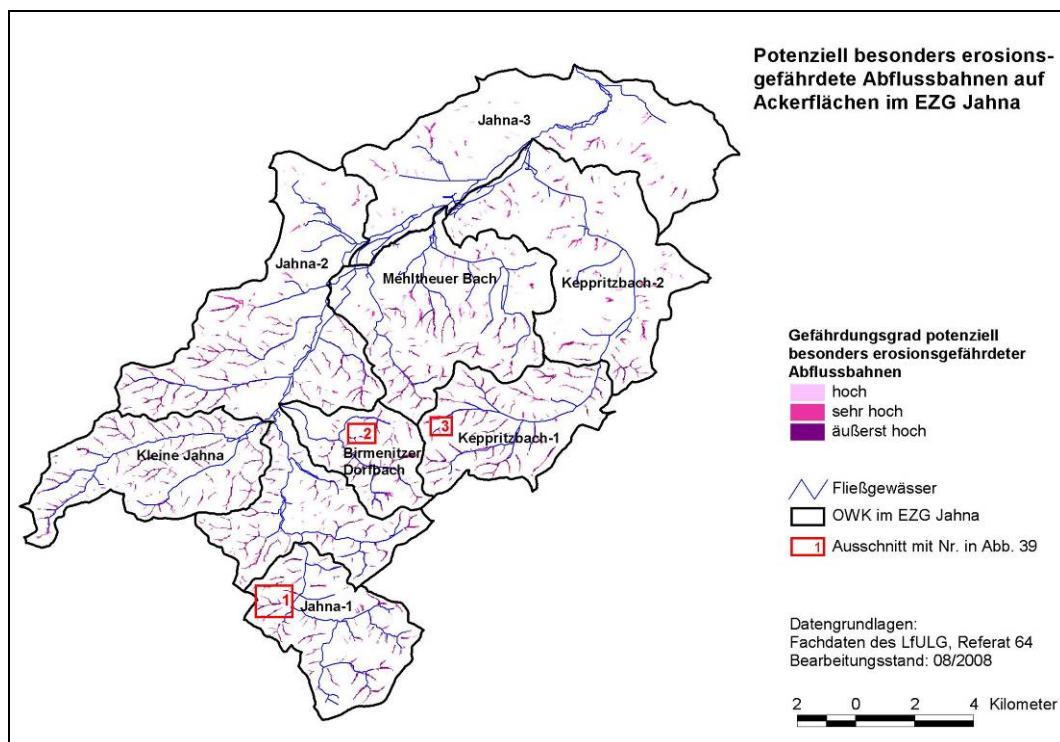 Potenziell besonders erosions-
gefährdete Abflussbahnen auf
Ackerflächen im EZG Jahna
Jahna-3
Jahna-2
Mehltheuer Bach
Keppritzbach-2
Gefährdungsgrad potenziell
besonders erosionsgefährdeter
Abflussbahnen
hoch
sehr hoch
äußerst hoch
3
2
Keppritzbach-1
Kleine Jahna
Birmenitzer
Dorfbach
Fließgewässer
OWK im EZG Jahna
1 Ausschnitt mit Nr. in Abb. 39
1
Jahna-1
Datengrundlagen:
Fachdaten des LfULG, Referat 64
Bearbeitungsstand: 08/2008
2 0 2 4 Kilometer